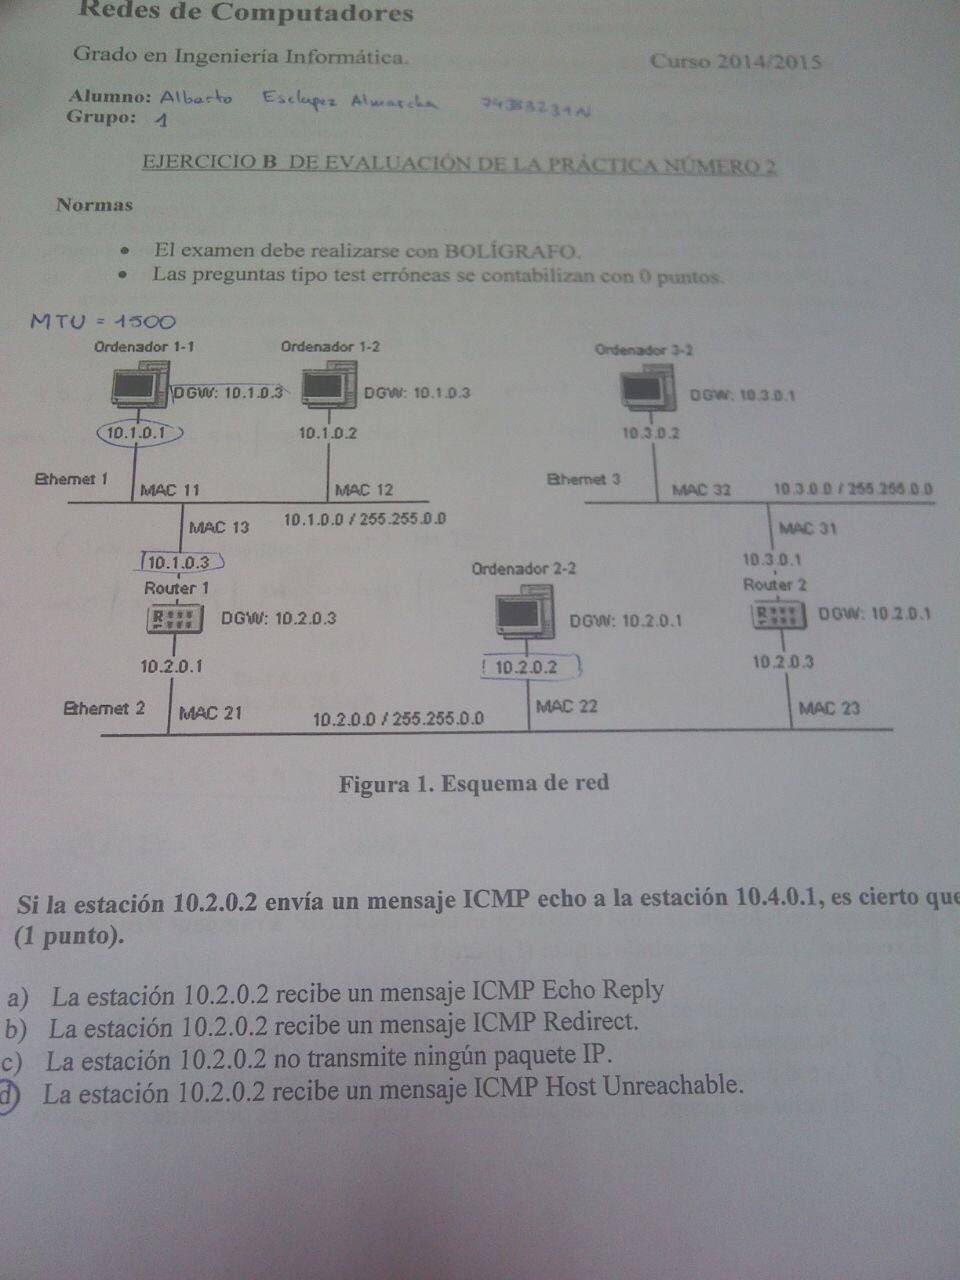 Redes de Computadores
Grado en Ingeniería Informática.
Curso 2014/2015
Alumno: Alberto Esclapez Almarcha
Grupo: 1
EJERCICIO B DE EVALUACIÓN DE LA PRÁCTICA NÚMERO 2
Normas
• El examen debe realizarse con BOLÍGRAFO.
• Las preguntas tipo test erróneas se contabilizan con 0 puntos.
MTU = 1500
Ordenador 1-1
Ordenador 1-2
Ordenador 3-2
DGW: 10.1.0.3
DGW: 10.1.0.3
DGW: 10.3.0.1
10.1.0.1
10.1.0.2
10.3.0.2
Ethernet 1
MAC 11
MAC 12
Ethernet 3
MAC 32
10.3.0.0 / 255.255.0.0
MAC 13
10.1.0.0 / 255.255.0.0
MAC 31
10.1.0.3
10.3.0.1
Router 1
Ordenador 2-2
Router 2
DGW: 10.2.0.3
DGW: 10.2.0.1
DGW: 10.2.0.1
10.2.0.1
10.2.0.2
10.2.0.3
Ethernet 2
MAC 21
10.2.0.0 / 255.255.0.0
MAC 22
MAC 23
Figura 1. Esquema de red
Si la estación 10.2.0.2 envía un mensaje ICMP echo a la estación 10.4.0.1, es cierto que
(1 punto).
a) La estación 10.2.0.2 recibe un mensaje ICMP Echo Reply
b) La estación 10.2.0.2 recibe un mensaje ICMP Redirect.
c) La estación 10.2.0.2 no transmite ningún paquete IP.
d) La estación 10.2.0.2 recibe un mensaje ICMP Host Unreachable.